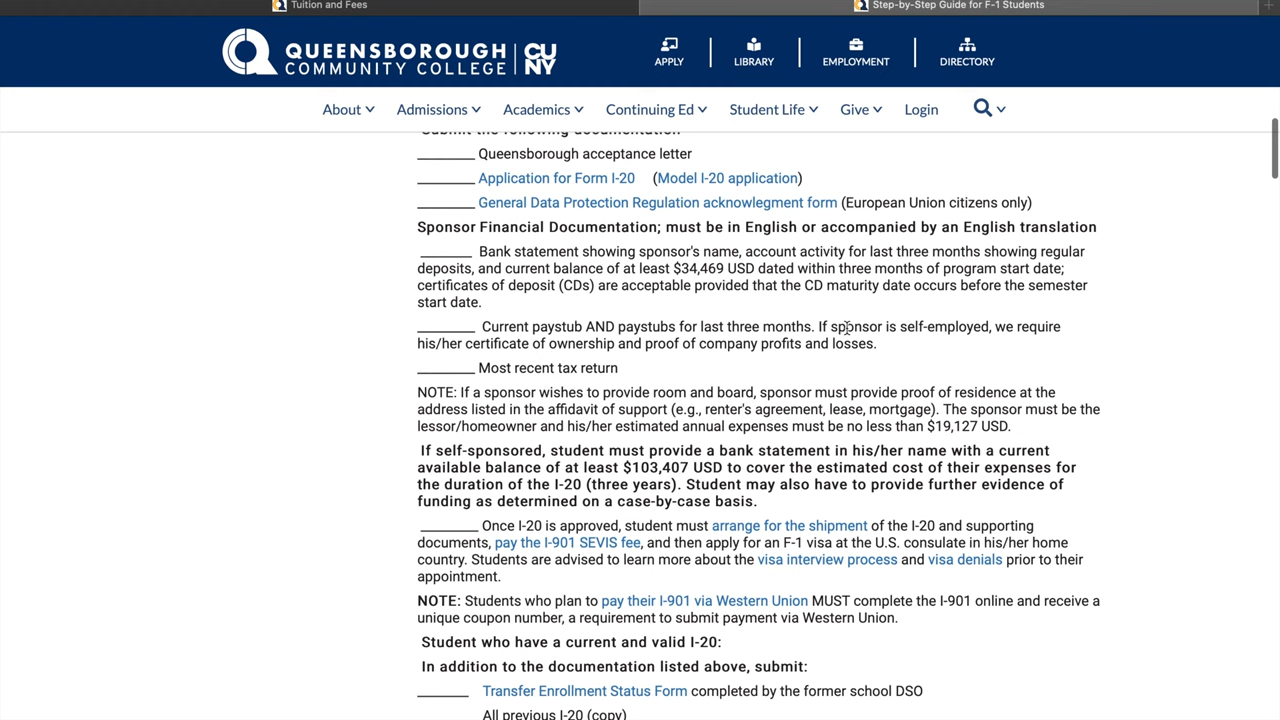 Tuition and Fees
Step-by-Step Guide for F-1 Students
QUEENSBOROUGH
COMMUNITY COLLEGE
CU
NY
APPLY
LIBRARY
EMPLOYMENT
DIRECTORY
About
Admissions
Academics
Continuing Ed
Student Life
Give
Login
Submit the following documentation
_______ Queensborough acceptance letter
_______ Application for Form I-20 (Model I-20 application)
_______ General Data Protection Regulation acknowlegment form (European Union citizens only)
Sponsor Financial Documentation; must be in English or accompanied by an English translation
_______ Bank statement showing sponsor's name, account activity for last three months showing regular
deposits, and current balance of at least $34,469 USD dated within three months of program start date;
certificates of deposit (CDs) are acceptable provided that the CD maturity date occurs before the semester
start date.
_______ Current paystub AND paystubs for last three months. If sponsor is self-employed, we require
his/her certificate of ownership and proof of company profits and losses.
_______ Most recent tax return
NOTE: If a sponsor wishes to provide room and board, sponsor must provide proof of residence at the
address listed in the affidavit of support (e.g., renter's agreement, lease, mortgage). The sponsor must be the
lessor/homeowner and his/her estimated annual expenses must be no less than $19,127 USD.
If self-sponsored, student must provide a bank statement in his/her name with a current
available balance of at least $103,407 USD to cover the estimated cost of their expenses for
the duration of the I-20 (three years). Student may also have to provide further evidence of
funding as determined on a case-by-case basis.
_______ Once I-20 is approved, student must arrange for the shipment of the I-20 and supporting
documents, pay the I-901 SEVIS fee, and then apply for an F-1 visa at the U.S. consulate in his/her home
country. Students are advised to learn more about the visa interview process and visa denials prior to their
appointment.
NOTE: Students who plan to pay their I-901 via Western Union MUST complete the I-901 online and receive a
unique coupon number, a requirement to submit payment via Western Union.
Student who have a current and valid I-20:
In addition to the documentation listed above, submit:
_______ Transfer Enrollment Status Form completed by the former school DSO
All previous I-20 (copy)